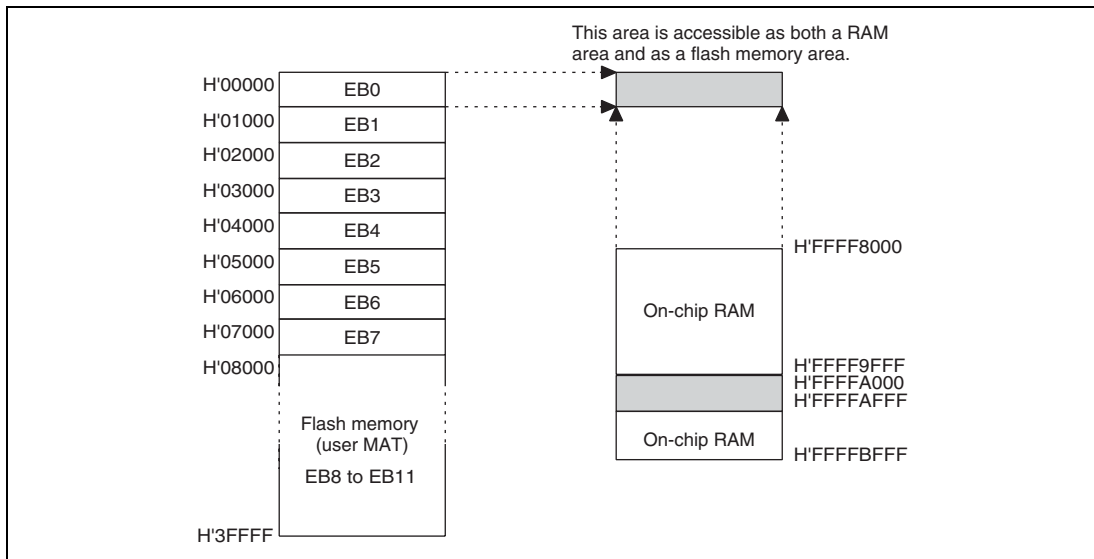 This area is accessible as both a RAM
area and as a flash memory area.
H'00000
EB0
H'01000
EB1
H'02000
EB2
H'03000
EB3
H'04000
EB4
H'05000
EB5
H'06000
EB6
H'07000
EB7
H'08000
Flash memory
(user MAT)
EB8 to EB11
H'3FFFF
H'FFFF8000
On-chip RAM
H'FFFF9FFF
H'FFFFA000
H'FFFFAFFF
On-chip RAM
H'FFFFBFFF